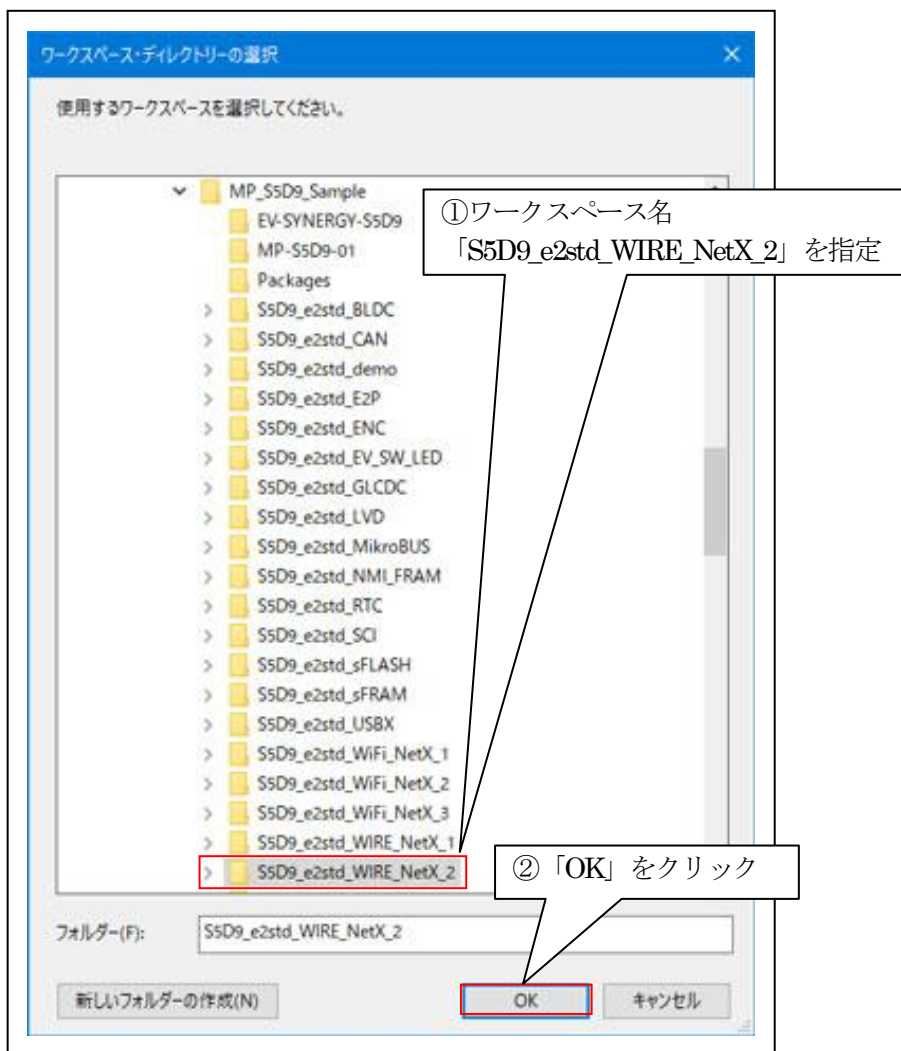 ワークスペース・ディレクトリーの選択
使用するワークスペースを選択してください。
MP_S5D9_Sample
EV-SYNERGY-S5D9
MP-S5D9-01
Packages
S5D9_e2std_BLDC
S5D9_e2std_CAN
S5D9_e2std_demo
S5D9_e2std_E2P
S5D9_e2std_ENC
S5D9_e2std_EV_SW_LED
S5D9_e2std_GLCDC
S5D9_e2std_LVD
S5D9_e2std_MikroBUS
S5D9_e2std_NMI_FRAM
S5D9_e2std_RTC
S5D9_e2std_SCI
S5D9_e2std_sFLASH
S5D9_e2std_sFRAM
S5D9_e2std_USBX
S5D9_e2std_WiFi_NetX_1
S5D9_e2std_WiFi_NetX_2
S5D9_e2std_WiFi_NetX_3
S5D9_e2std_WIRE_NetX_1
S5D9_e2std_WIRE_NetX_2
①ワークスペース名
「S5D9_e2std_WIRE_NetX_2」を指定
②「OK」をクリック
フォルダー(F):
S5D9_e2std_WIRE_NetX_2
新しいフォルダーの作成(N)
OK
キャンセル